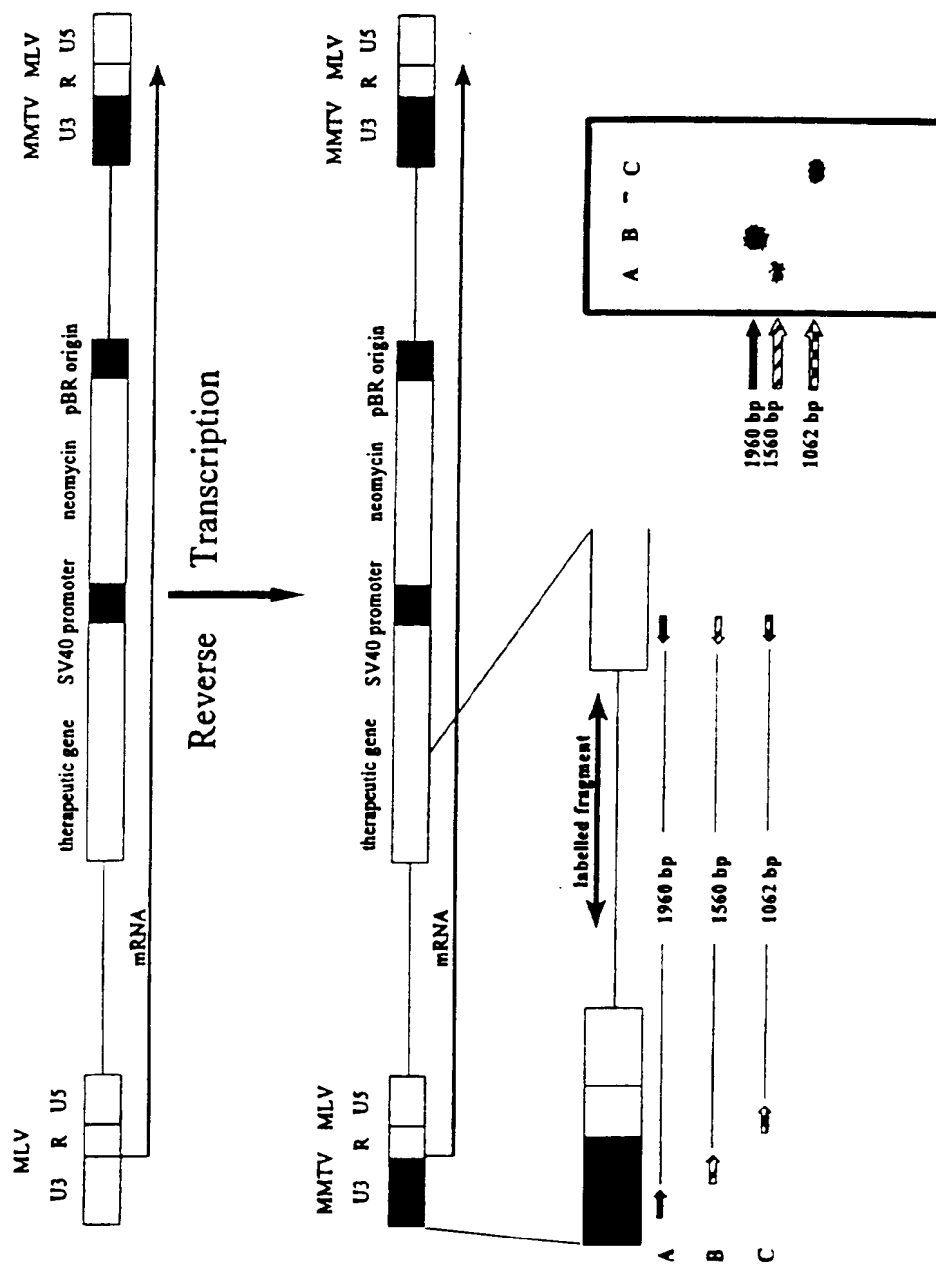 MLV
U3 R U5
MMTV MLV
U3 R U5
therapeutic gene SV40 promoter neomycin pBR origin
mRNA
Reverse Transcription
MMTV MLV
U3 R U5
MMTV MLV
U3 R U5
therapeutic gene SV40 promoter neomycin pBR origin
mRNA
labelled fragment
A 1960 bp
B 1560 bp
C 1062 bp
A B - C
1960 bp
1560 bp
1062 bp